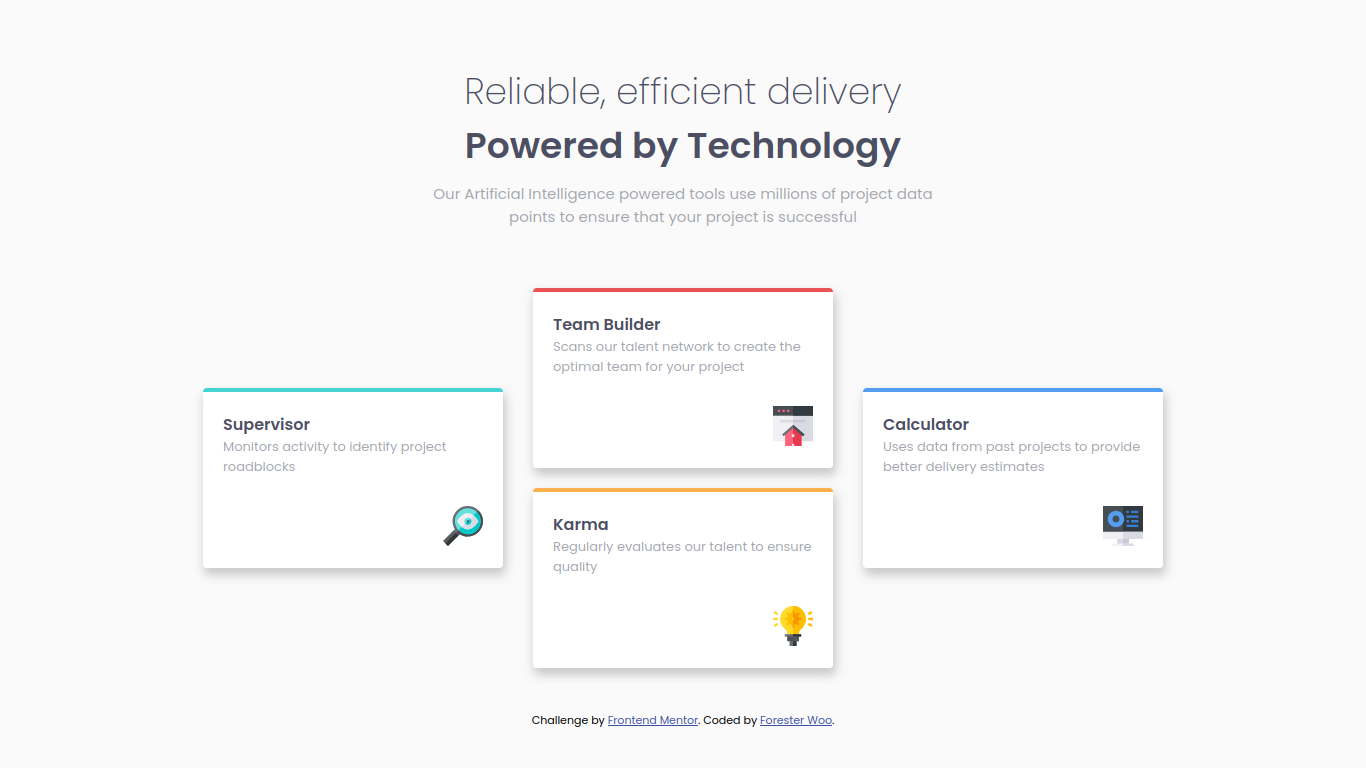 Reliable, efficient delivery
Powered by Technology
Our Artificial Intelligence powered tools use millions of project data
points to ensure that your project is successful
Supervisor
Monitors activity to identify project
roadblocks
Team Builder
Scans our talent network to create the
optimal team for your project
Karma
Regularly evaluates our talent to ensure
quality
Calculator
Uses data from past projects to provide
better delivery estimates
Challenge by Frontend Mentor. Coded by Forester Woo.